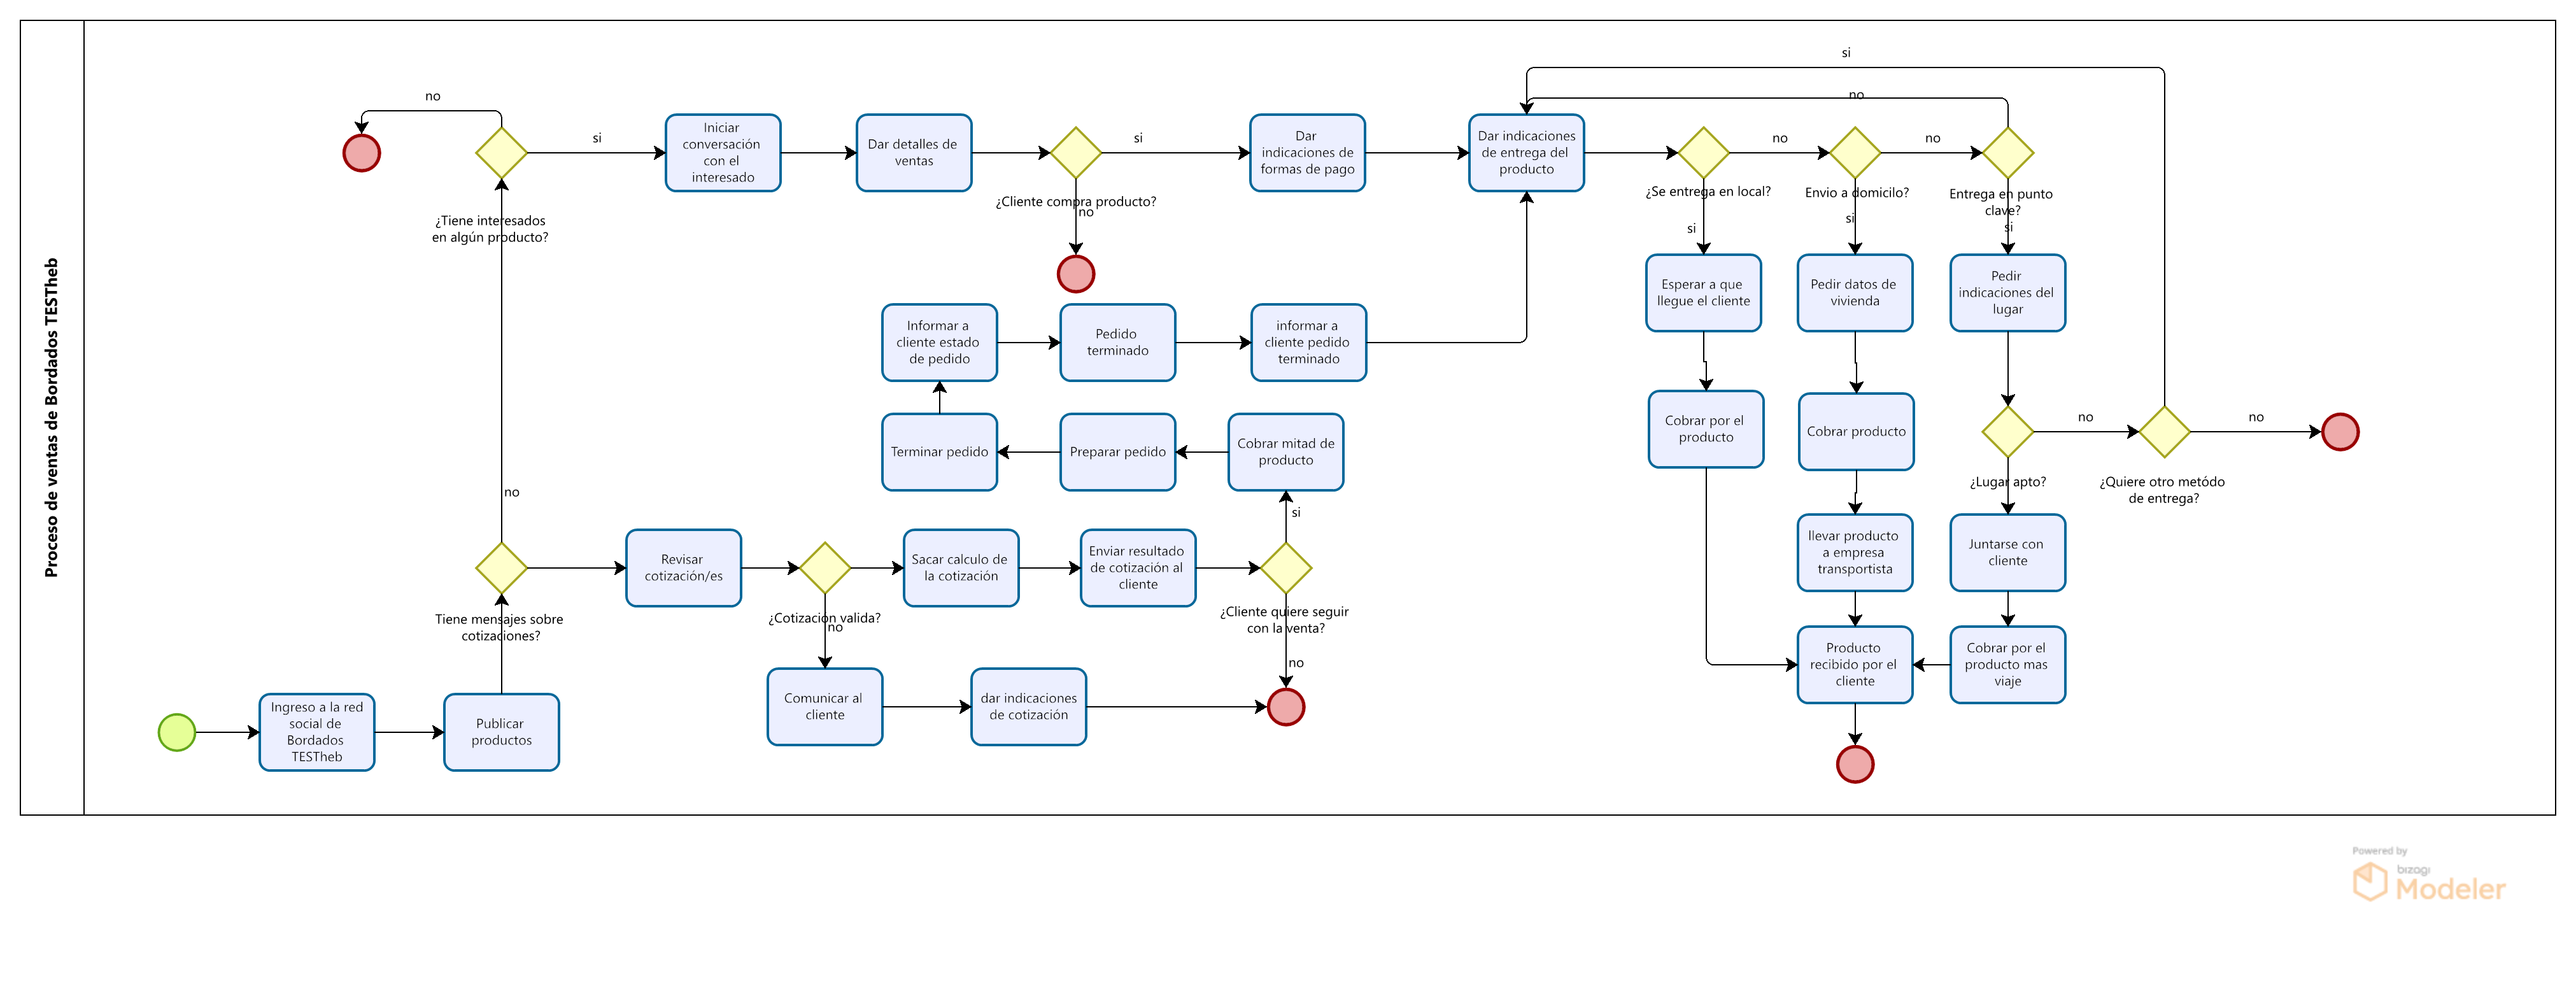 Proceso de ventas de Bordados TESTheb
si
no
no
si
Iniciar
conversación
con el
interesado
Dar detalles de
ventas
si
Dar
indicaciones de
formas de pago
Dar indicaciones
de entrega del
producto
no
no
¿Tiene interesados
en algún producto?
¿Cliente compra producto?
no
¿Se entrega en local?
si
Envio a domicilo?
si
Entrega en punto
clave?
si
Esperar a que
llegue el cliente
Pedir datos de
vivienda
Pedir
indicaciones del
lugar
Informar a
cliente estado
de pedido
Pedido
terminado
informar a
cliente pedido
terminado
Terminar pedido
Preparar pedido
Cobrar mitad de
producto
Cobrar por el
producto
Cobrar producto
no
no
¿Lugar apto?
¿Quiere otro metódo
de entrega?
no
si
Revisar
cotización/es
Sacar calculo de
la cotización
Enviar resultado
de cotización al
cliente
llevar producto
a empresa
transportista
Juntarse con
cliente
Tiene mensajes sobre
cotizaciones?
¿Cotización valida?
no
¿Cliente quiere seguir
con la venta?
no
Producto
recibido por el
cliente
Cobrar por el
producto mas
viaje
Ingreso a la red
social de
Bordados
TESTheb
Publicar
productos
Comunicar al
cliente
dar indicaciones
de cotización
Powered by
bizagi
Modeler